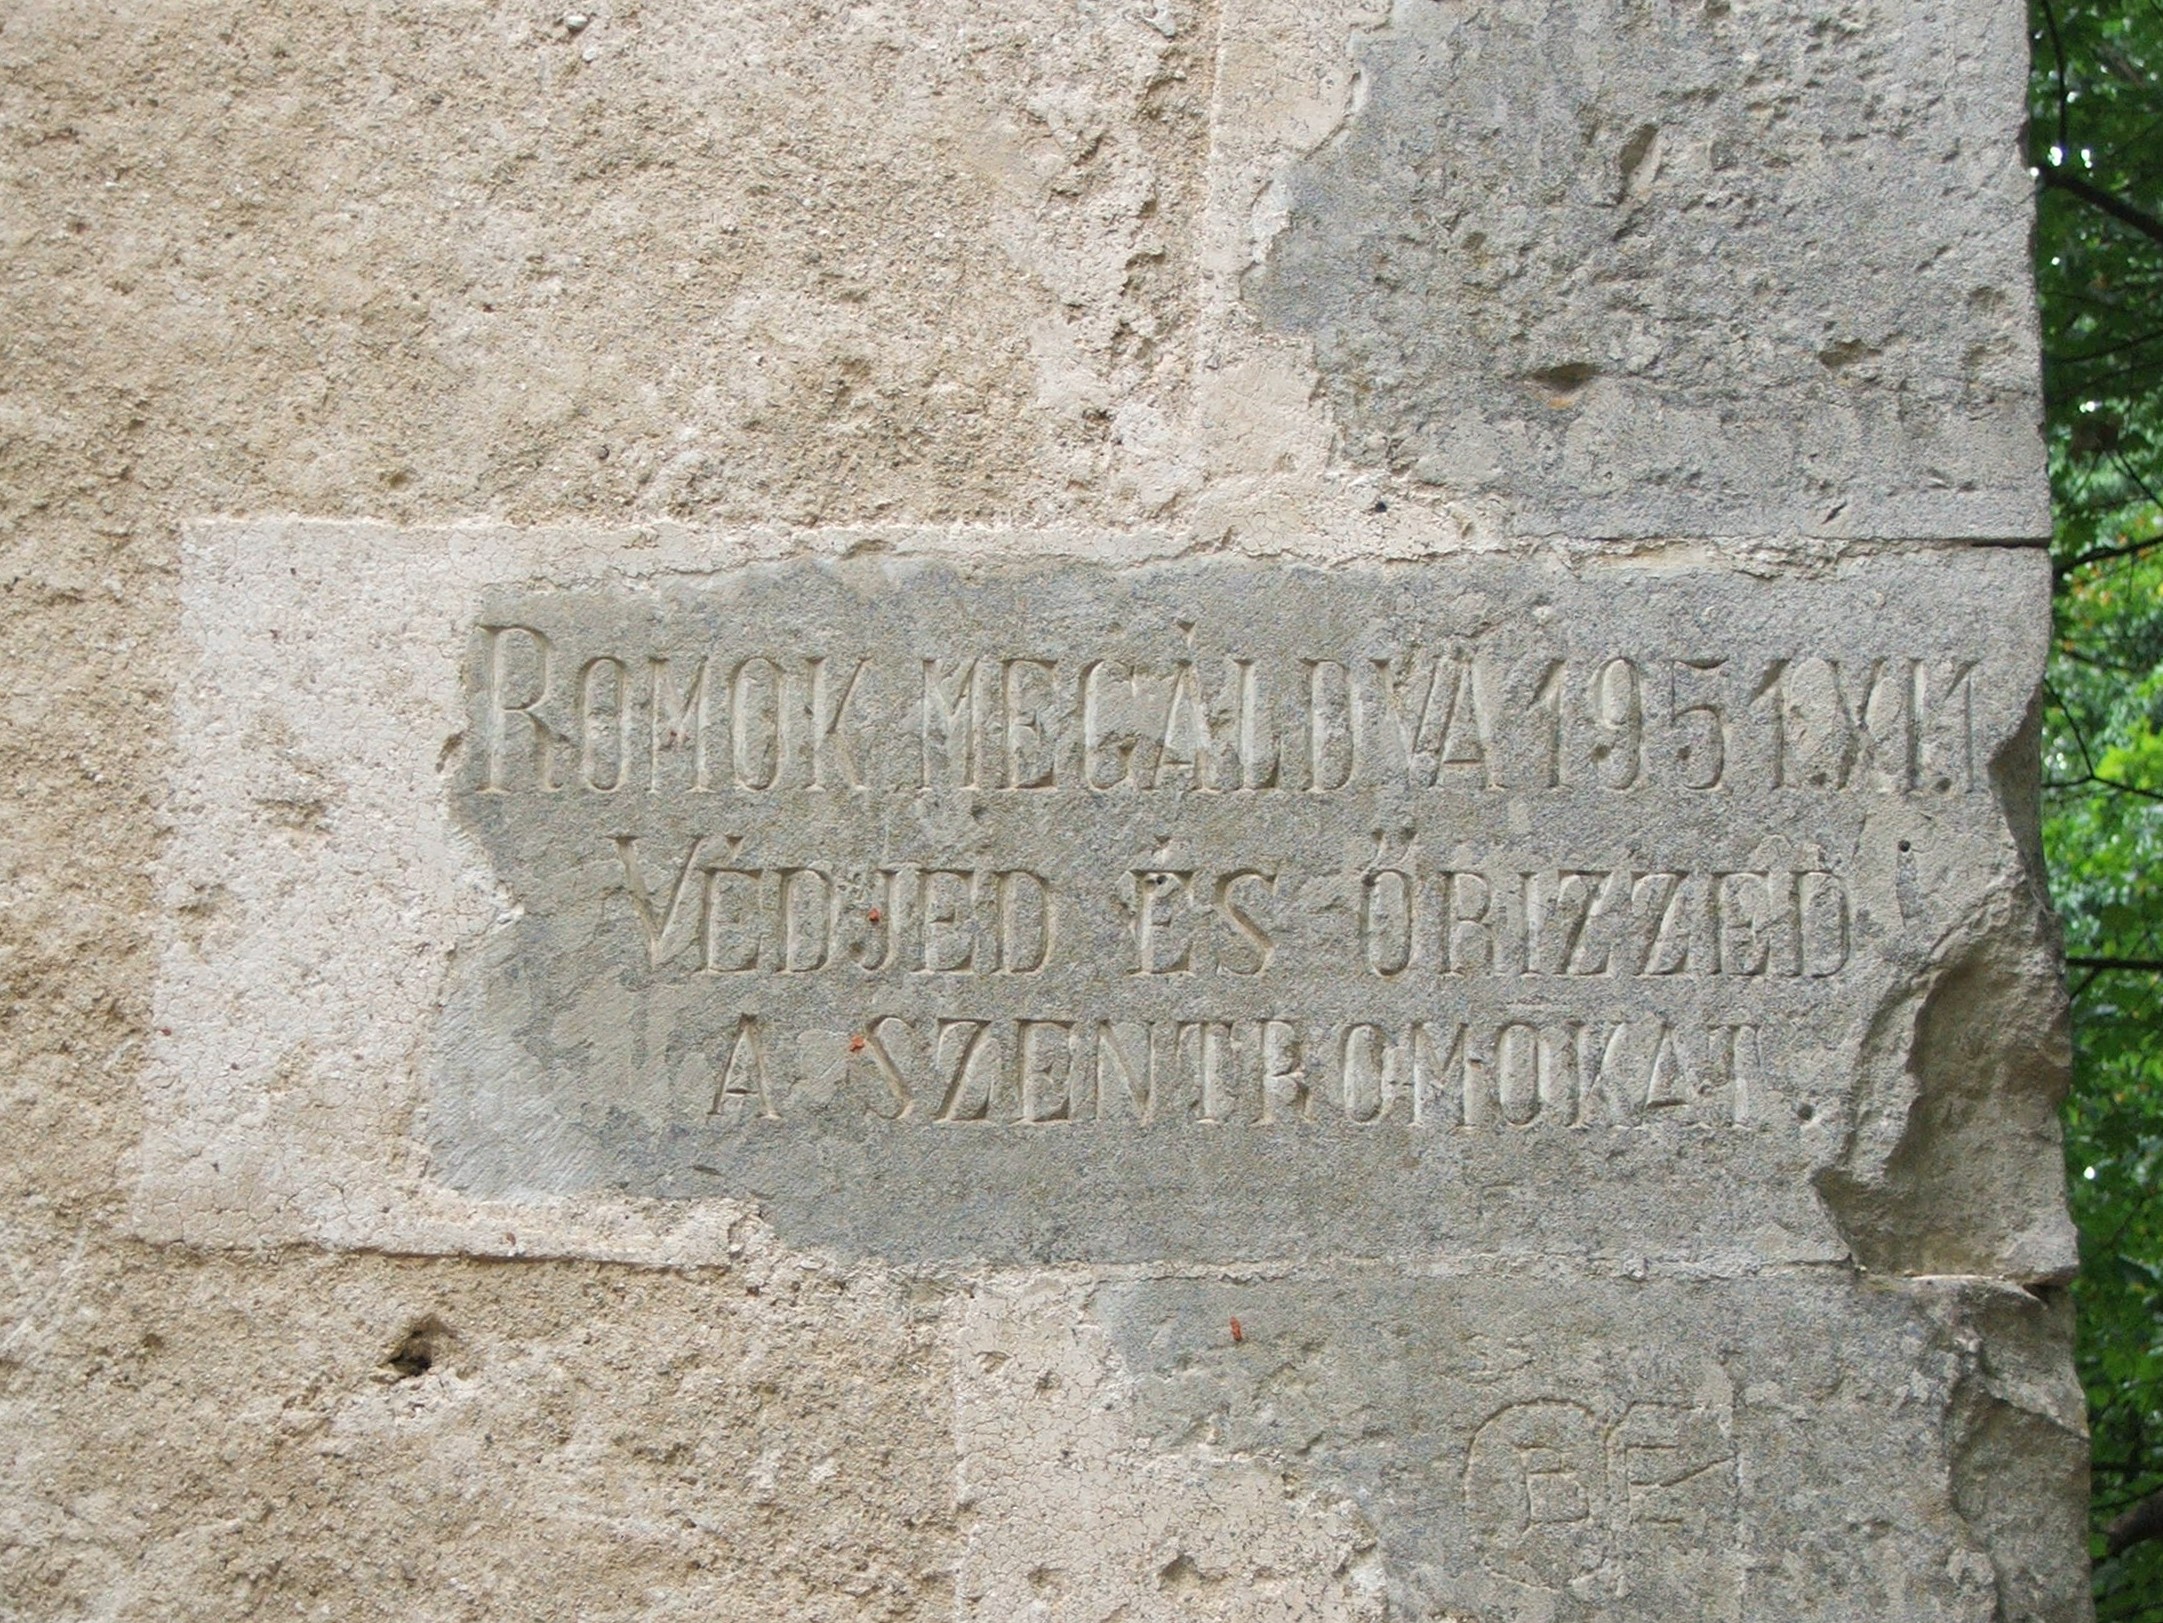 ROMOK MEGÁLDVA 1951.XI.1
VÉDJED ÉS ŐRIZZED
A SZENTROMOKAT.